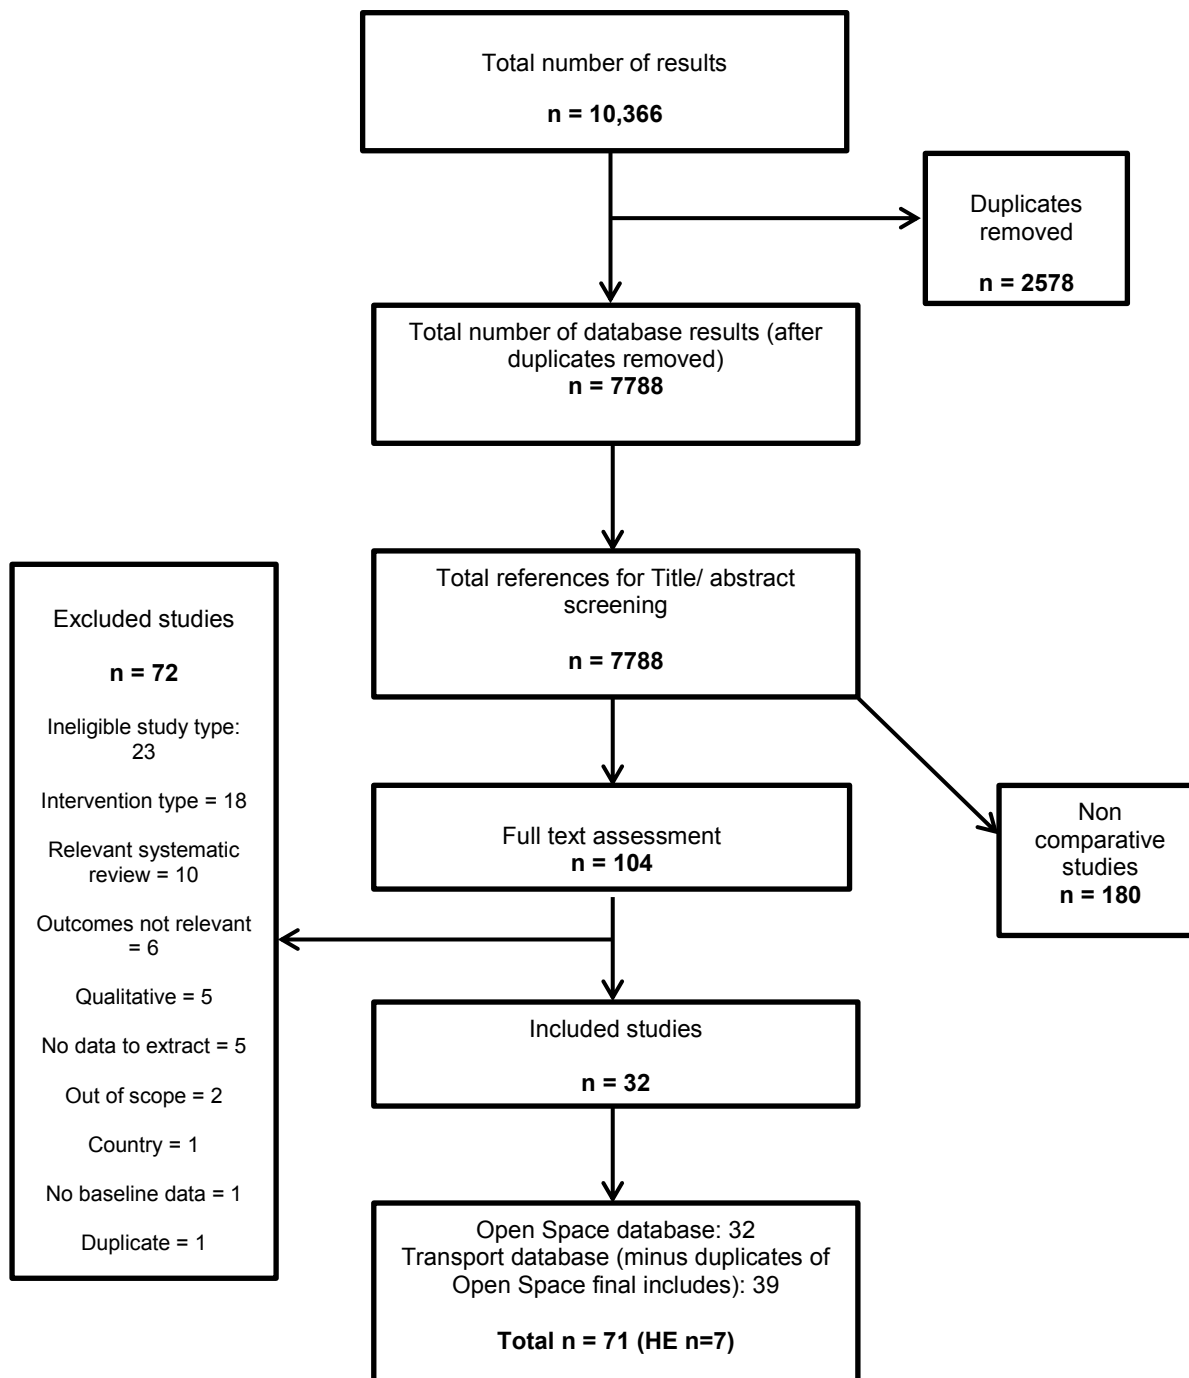 Total number of results
n = 10,366
Duplicates
removed
n = 2578
Total number of database results (after
duplicates removed)
n = 7788
Total references for Title/ abstract
screening
n = 7788
Excluded studies
n = 72
Ineligible study type:
23
Intervention type = 18
Relevant systematic
review = 10
Outcomes not relevant
= 6
Qualitative = 5
No data to extract = 5
Out of scope = 2
Country = 1
No baseline data = 1
Duplicate = 1
Non
comparative
studies
n = 180
Full text assessment
n = 104
Included studies
n = 32
Open Space database: 32
Transport database (minus duplicates of
Open Space final includes): 39
Total n = 71 (HE n=7)